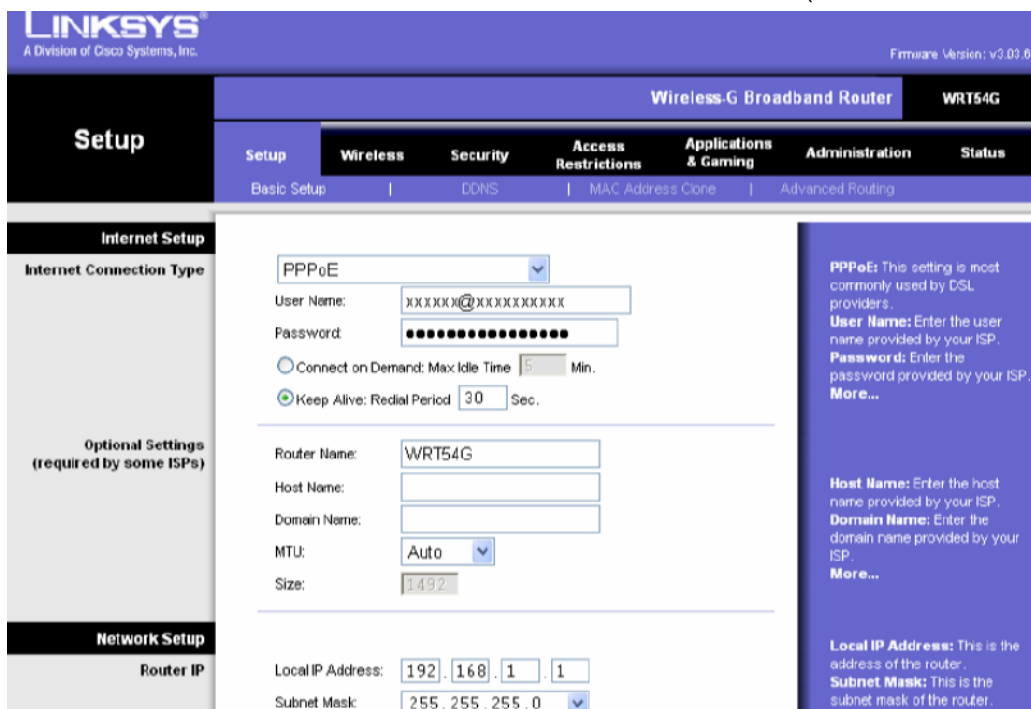 LINKSYS®
A Division of Cisco Systems, Inc.
Firmware Version: v3.03.6
Wireless-G Broadband Router WRT54G
Setup
Setup Wireless Security Access Restrictions Applications & Gaming Administration Status
Basic Setup | DDNS | MAC Address Clone | Advanced Routing
Internet Setup
Internet Connection Type
PPPoE
User Name: xxxxxx@xxxxxxxxxx
Password: ••••••••••••••••
Connect on Demand: Max Idle Time 5 Min.
Keep Alive: Redial Period 30 Sec.
PPPoE: This setting is most
commonly used by DSL
providers.
User Name: Enter the user
name provided by your ISP.
Password: Enter the
password provided by your ISP.
More...
Optional Settings
(required by some ISPs)
Router Name: WRT54G
Host Name:
Domain Name:
MTU: Auto
Size: 1492
Host Name: Enter the host
name provided by your ISP.
Domain Name: Enter the
domain name provided by your
ISP.
More...
Network Setup
Router IP
Local IP Address: 192 . 168 . 1 . 1
Subnet Mask: 255.255.255.0
Local IP Address: This is the
address of the router.
Subnet Mask: This is the
subnet mask of the router.